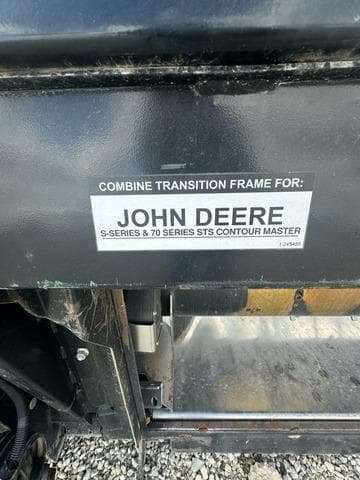 COMBINE TRANSITION FRAME FOR:
JOHN DEERE
S-SERIES & 70 SERIES STS CONTOUR MASTER